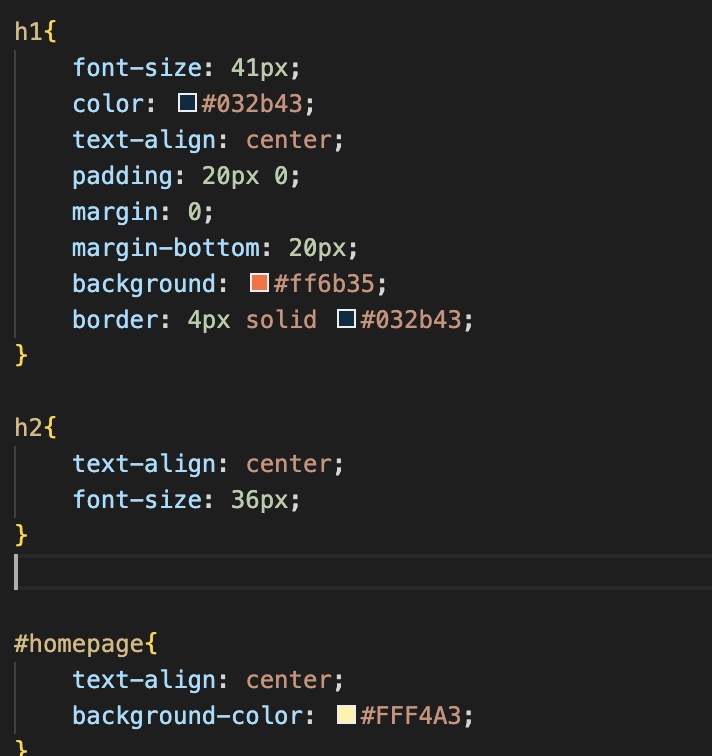 h1{
    font-size: 41px;
    color: #032b43;
    text-align: center;
    padding: 20px 0;
    margin: 0;
    margin-bottom: 20px;
    background: #ff6b35;
    border: 4px solid #032b43;
}
h2{
    text-align: center;
    font-size: 36px;
}
#homepage{
    text-align: center;
    background-color: #FFF4A3;
}